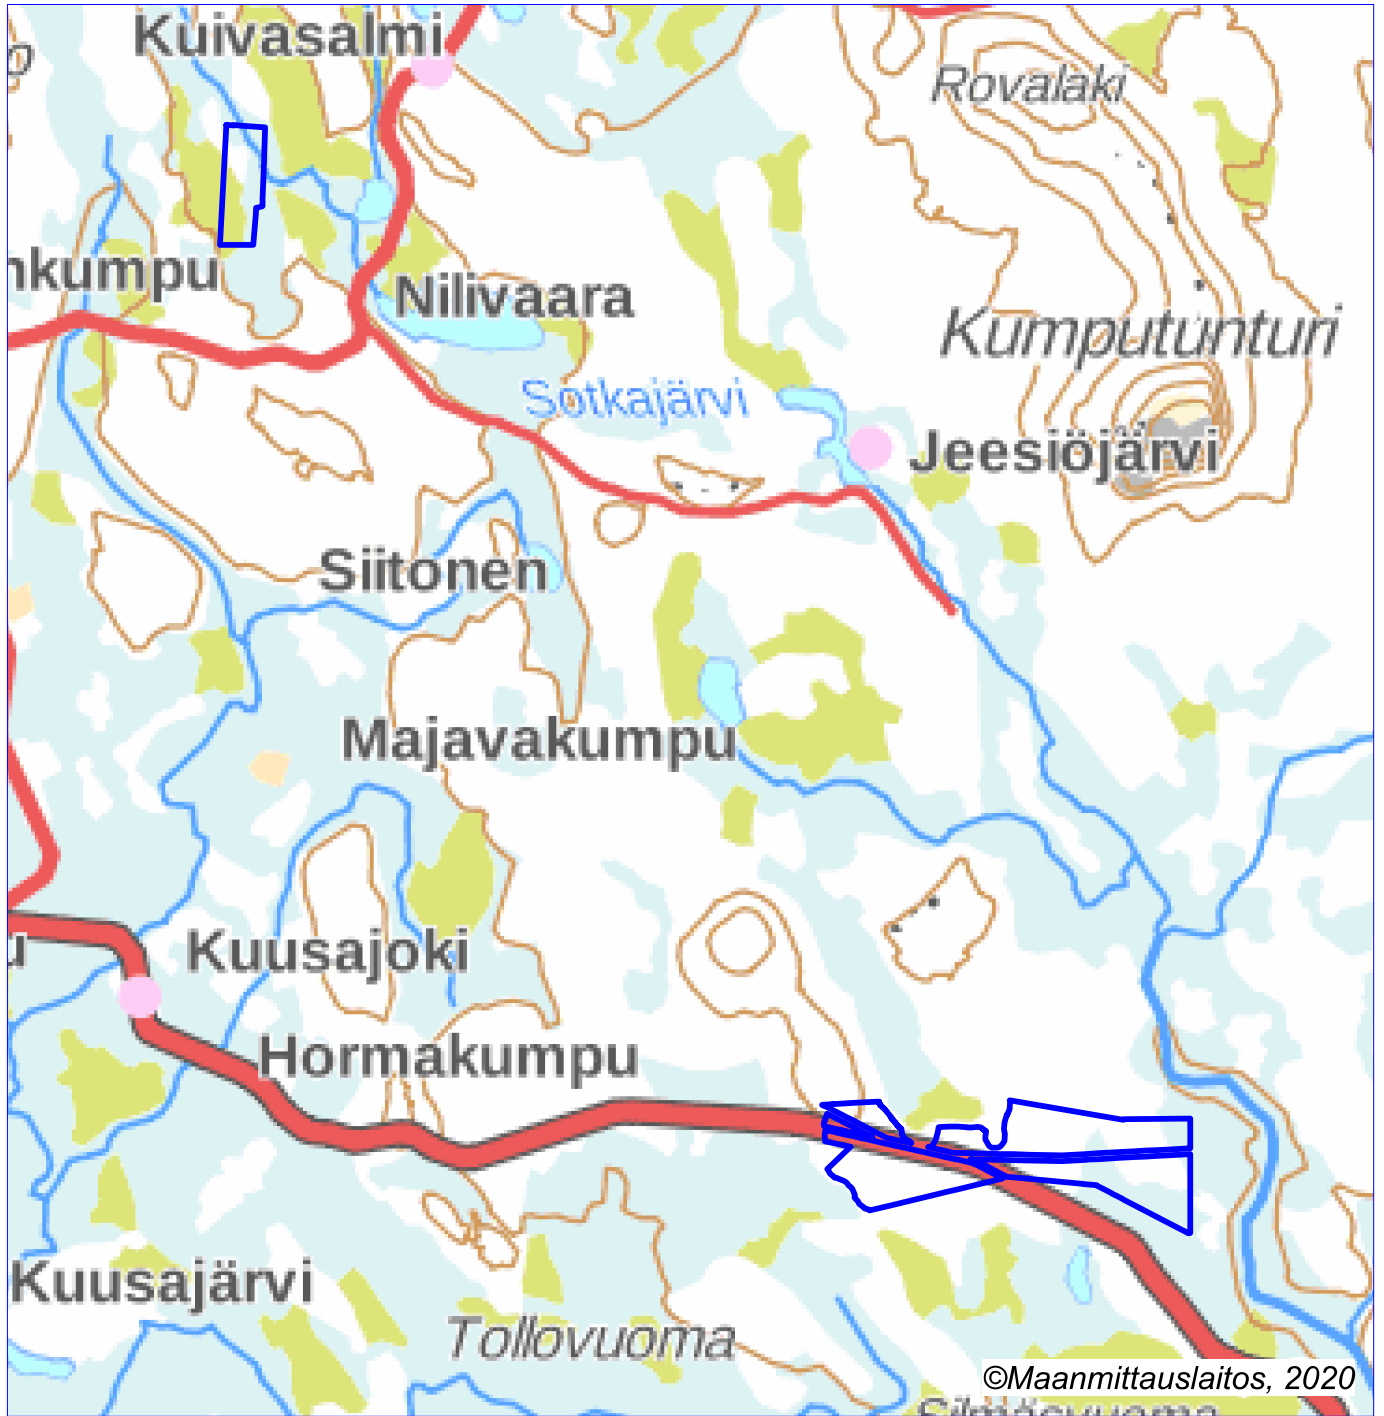 Kuivasalmi
Rovalaki
nkumpu
Nilivaara
Kumputunturi
Sotkajärvi
Jeesiöjärvi
Siitonen
Majavakumpu
Kuusajoki
Hormakumpu
Kuusajärvi
Tollovuoma
©Maanmittauslaitos, 2020